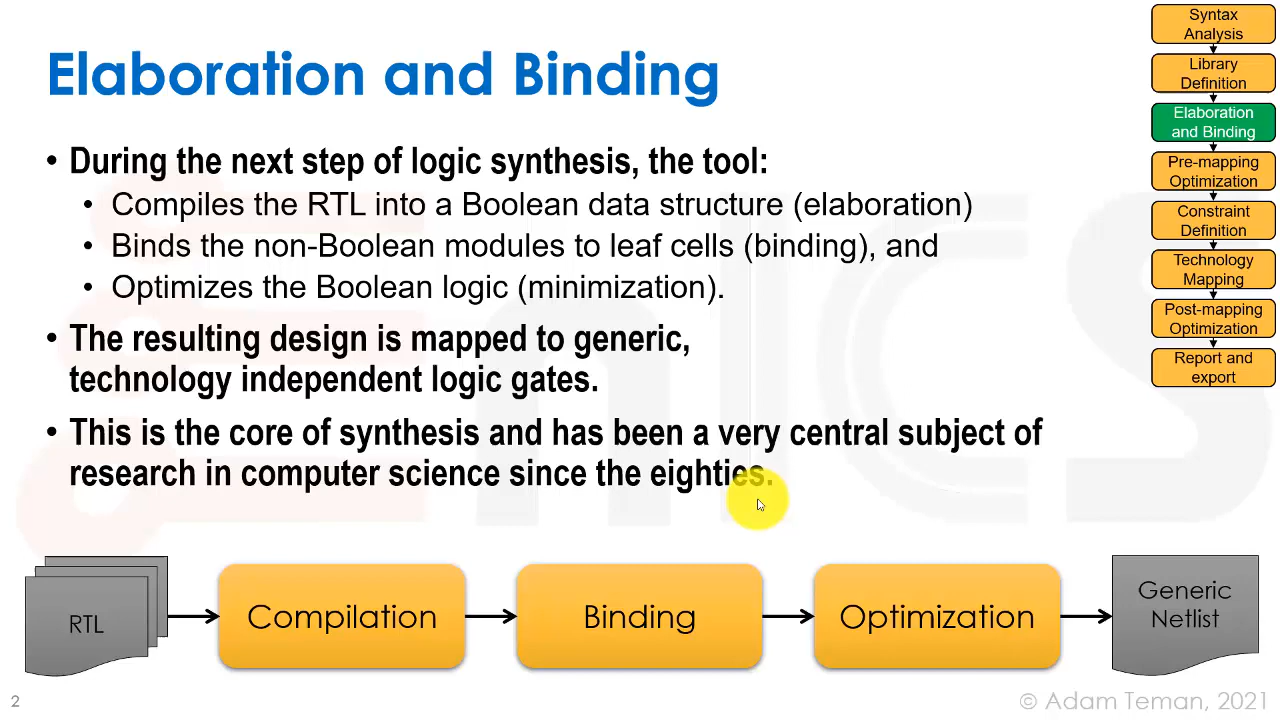 Elaboration and Binding
• During the next step of logic synthesis, the tool:
• Compiles the RTL into a Boolean data structure (elaboration)
• Binds the non-Boolean modules to leaf cells (binding), and
• Optimizes the Boolean logic (minimization).
• The resulting design is mapped to generic,
technology independent logic gates.
• This is the core of synthesis and has been a very central subject of
research in computer science since the eighties.
Syntax
Analysis
Library
Definition
Elaboration
and Binding
Pre-mapping
Optimization
Constraint
Definition
Technology
Mapping
Post-mapping
Optimization
Report and
export
RTL
Compilation
Binding
Optimization
Generic
Netlist
2
© Adam Teman, 2021